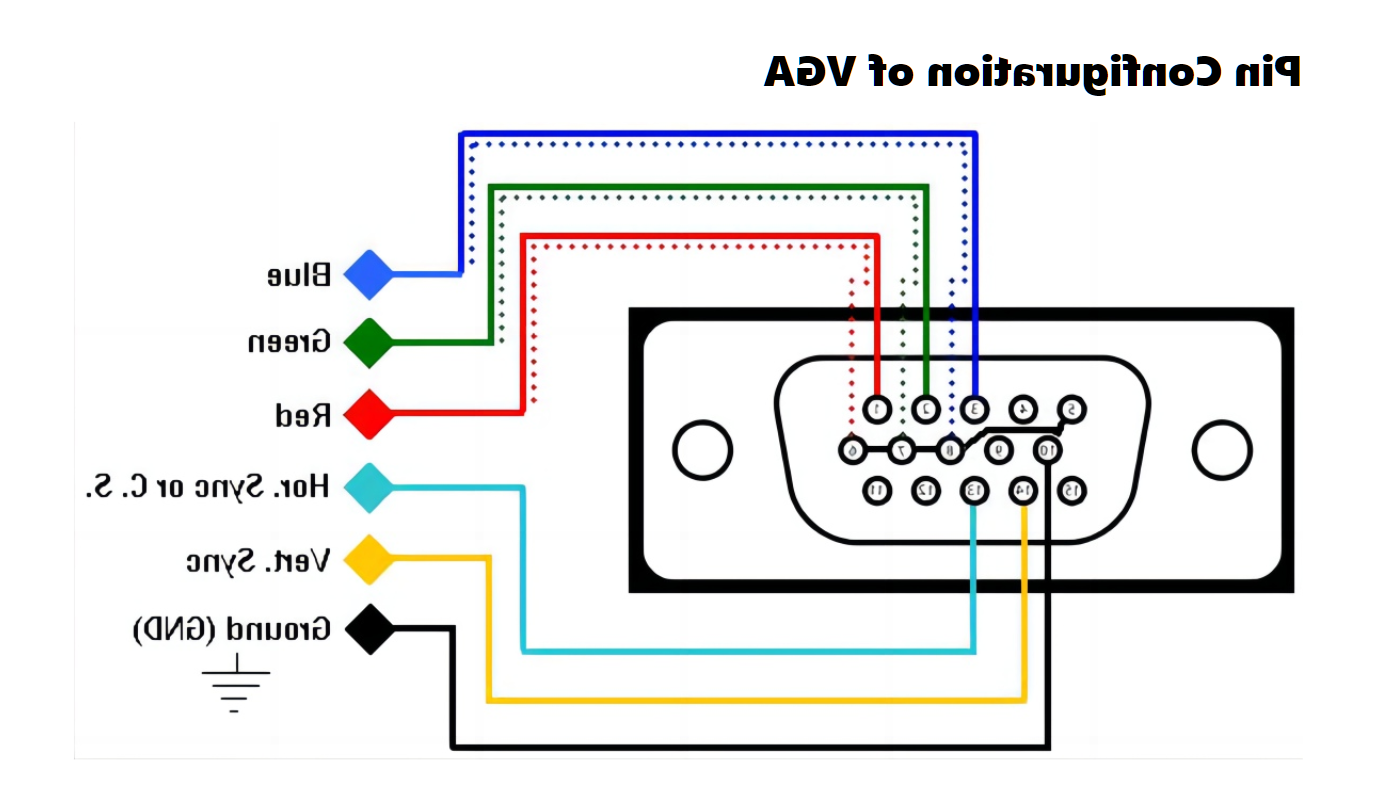 Pin Configuration of VGA
Blue
Green
Red
Hor. Sync or C. S.
Vert. Sync
Ground (GND)
1 2 3 4 5
6 7 8 9 10
11 12 13 14 15